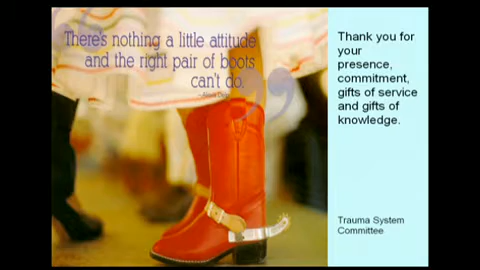 There's nothing a little attitude
and the right pair of boots
can't do.
Thank you for
your
presence,
commitment,
gifts of service
and gifts of
knowledge.
Trauma System
Committee